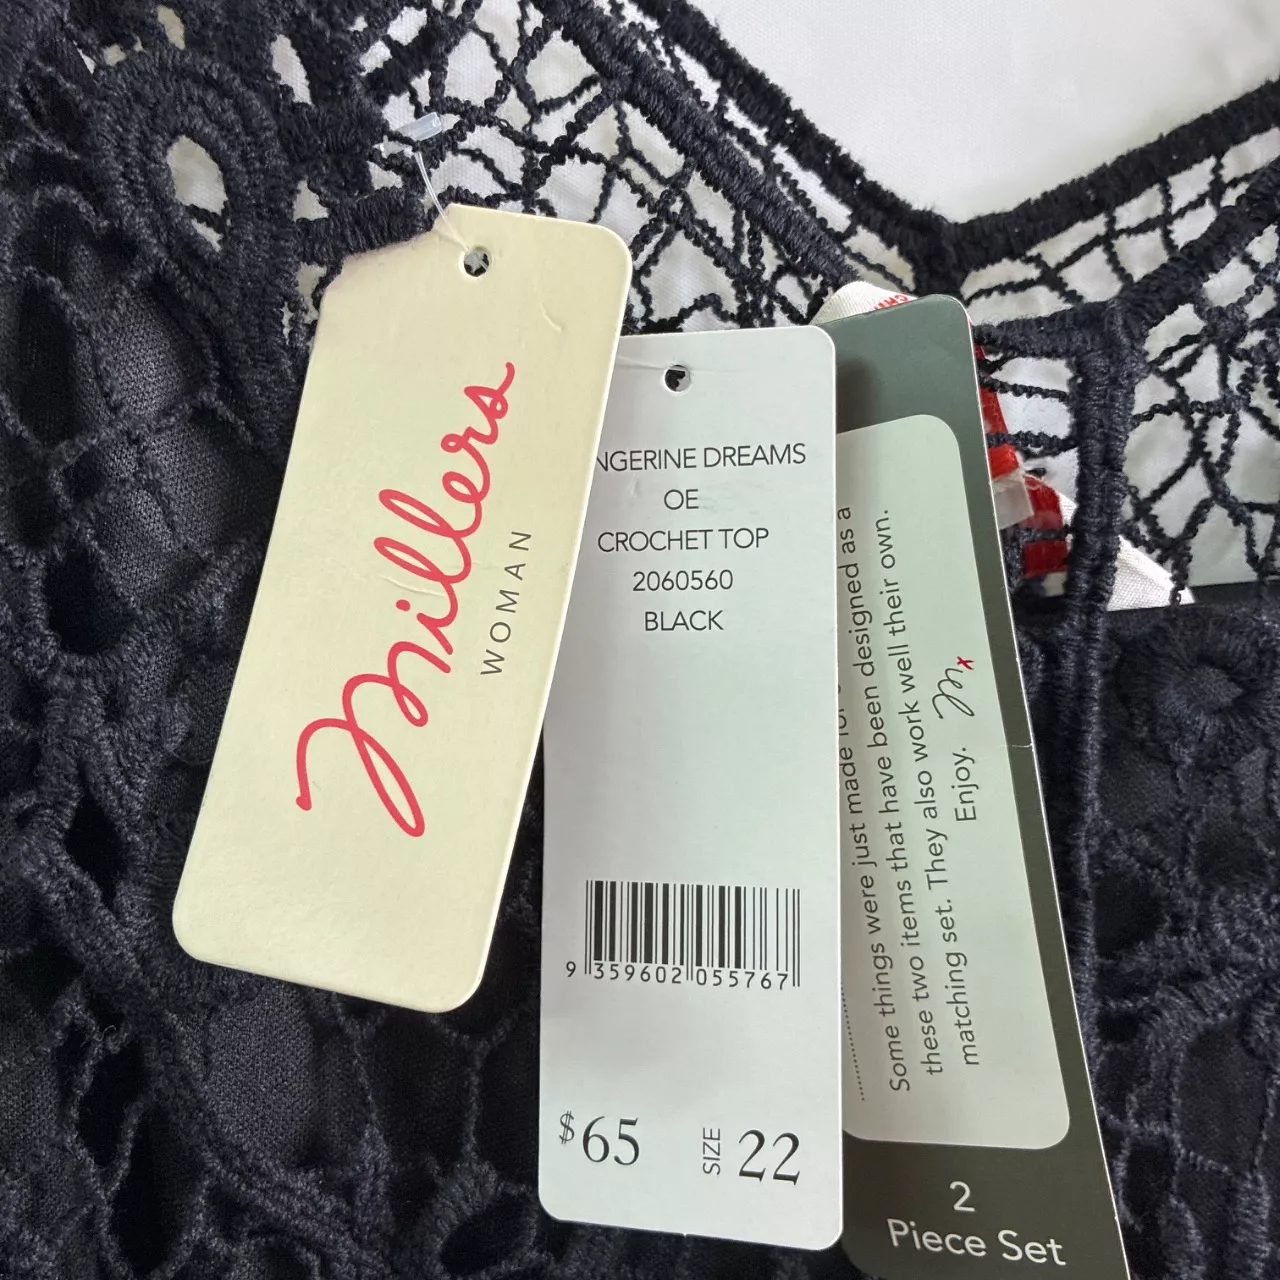 millers
WOMAN
NGERINE DREAMS
OE
CROCHET TOP
2060560
BLACK
9 359602 055767
$65 SIZE 22
Some things were just made for
these two items that have been designed as a
matching set. They also work well their own.
Enjoy. Mx
2
Piece Set